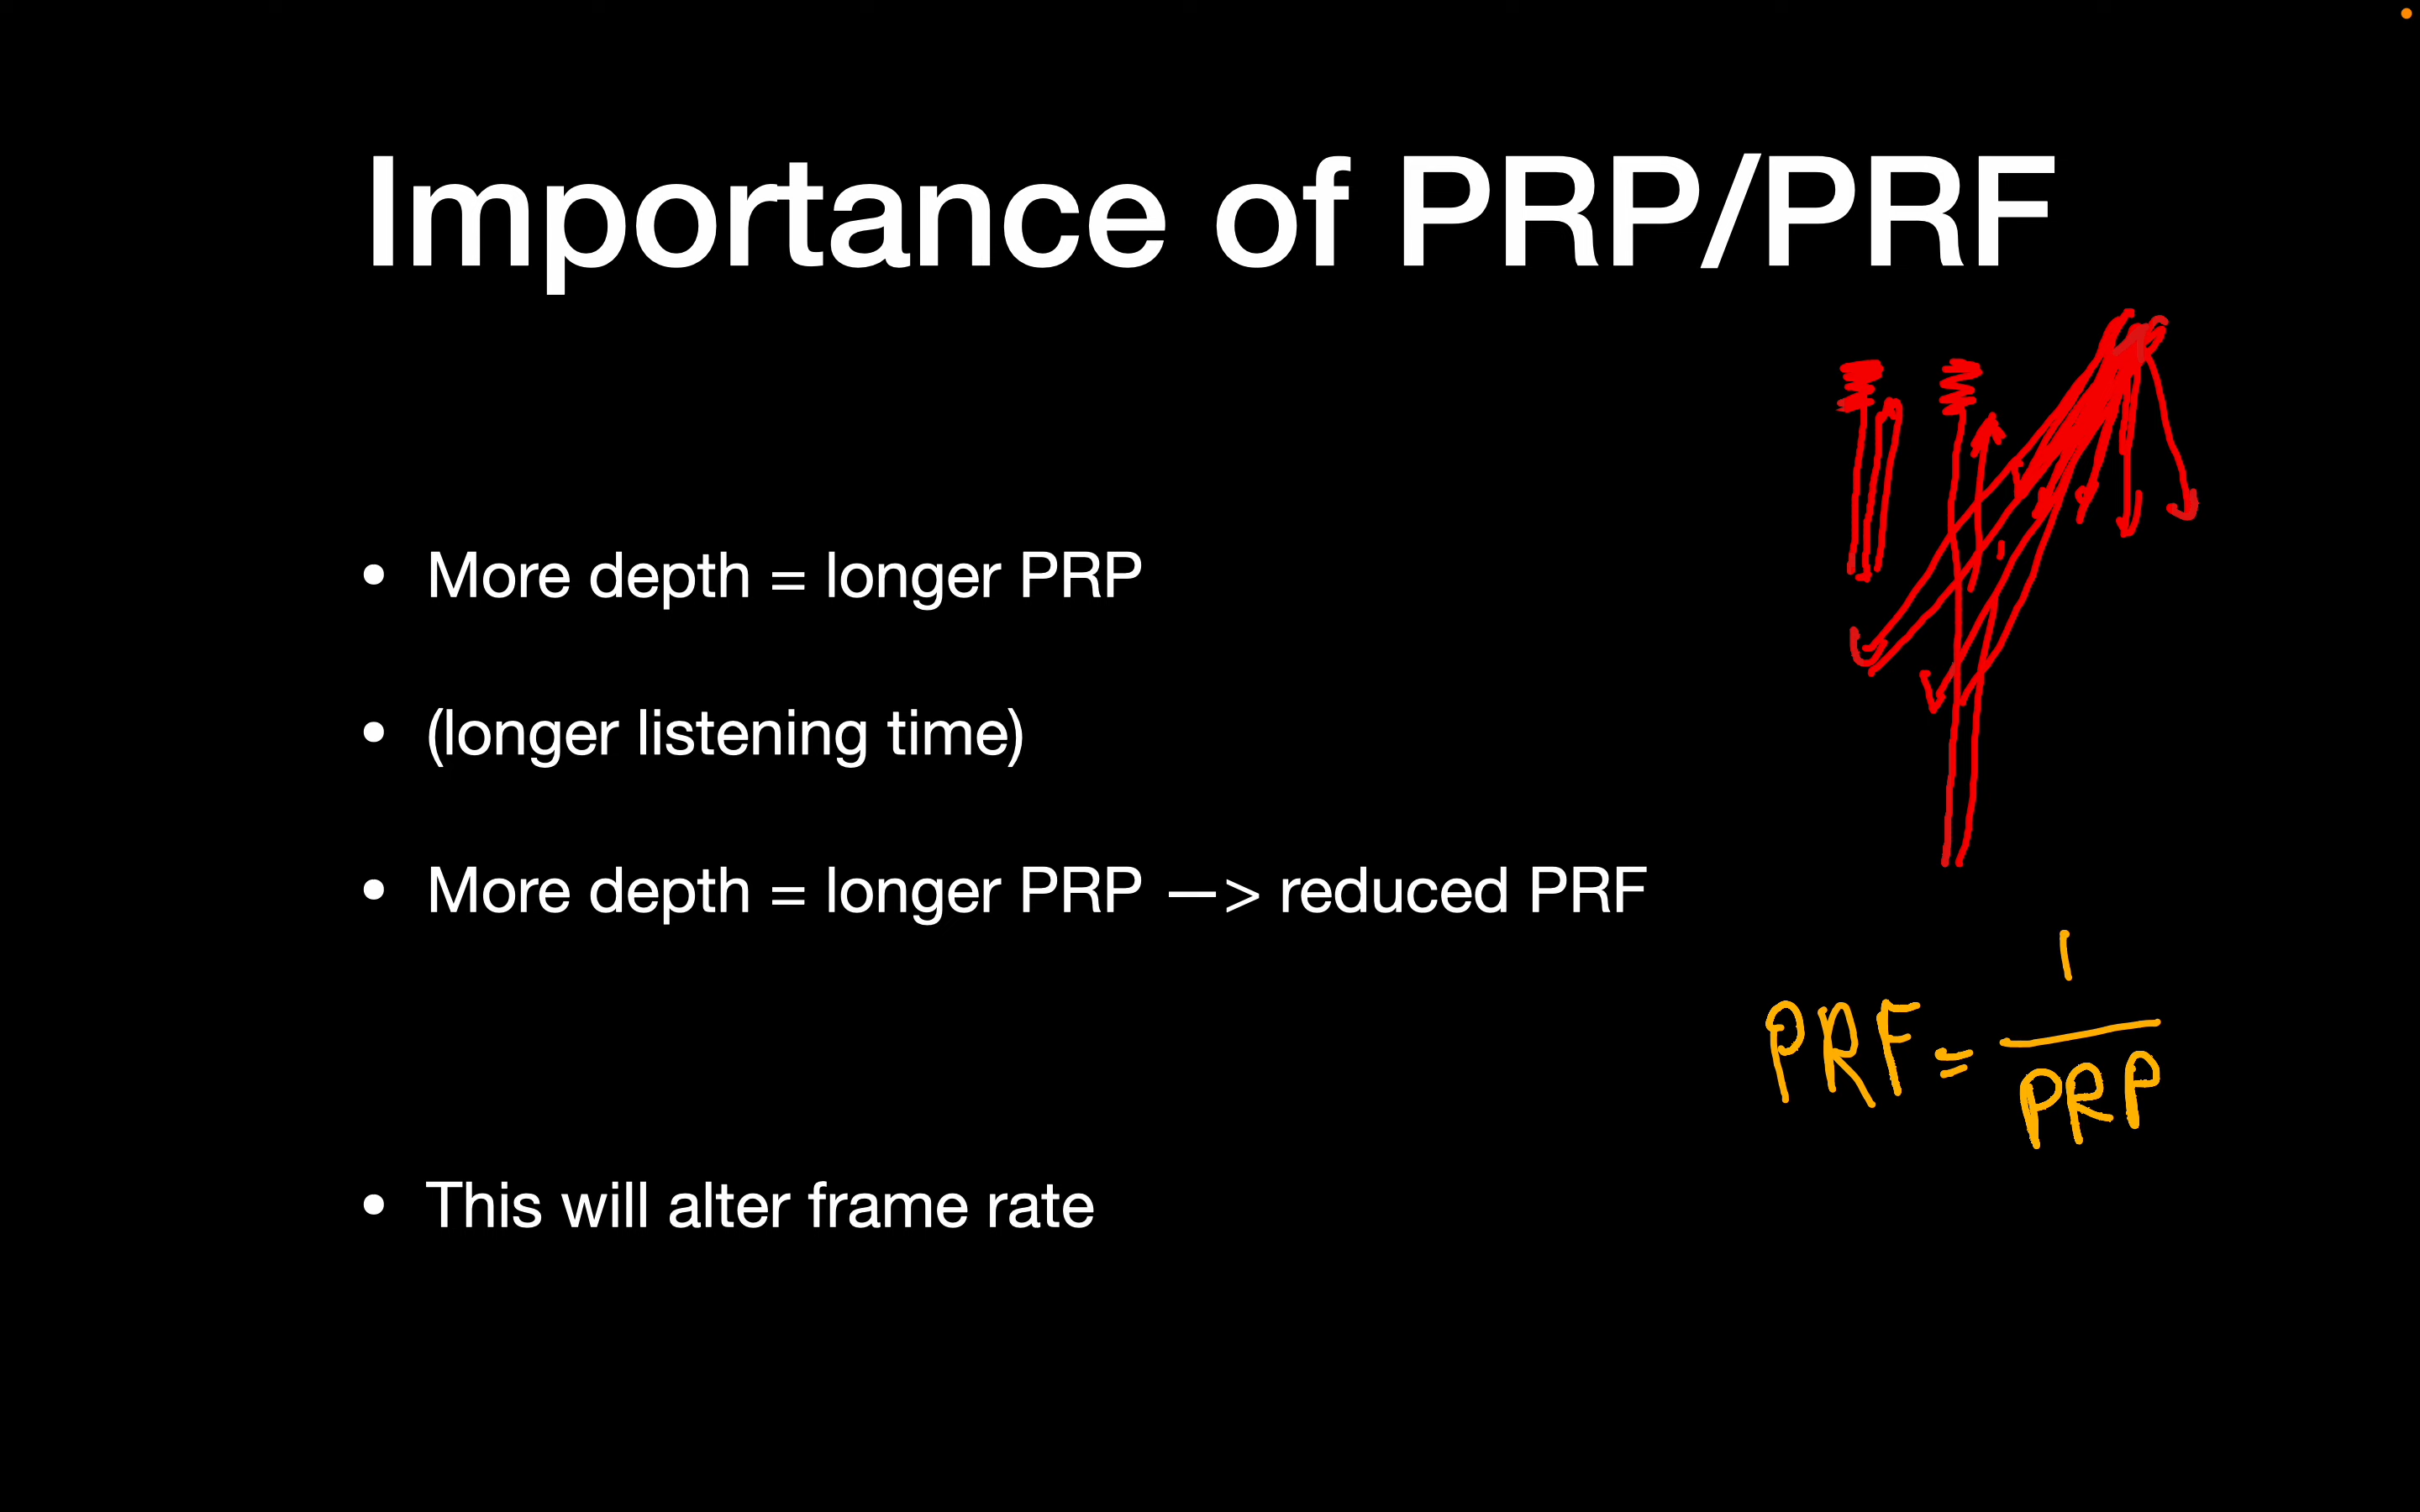 Importance of PRP/PRF
• More depth = longer PRP
• (longer listening time)
• More depth = longer PRP —> reduced PRF
PRF = 1/PRP
• This will alter frame rate